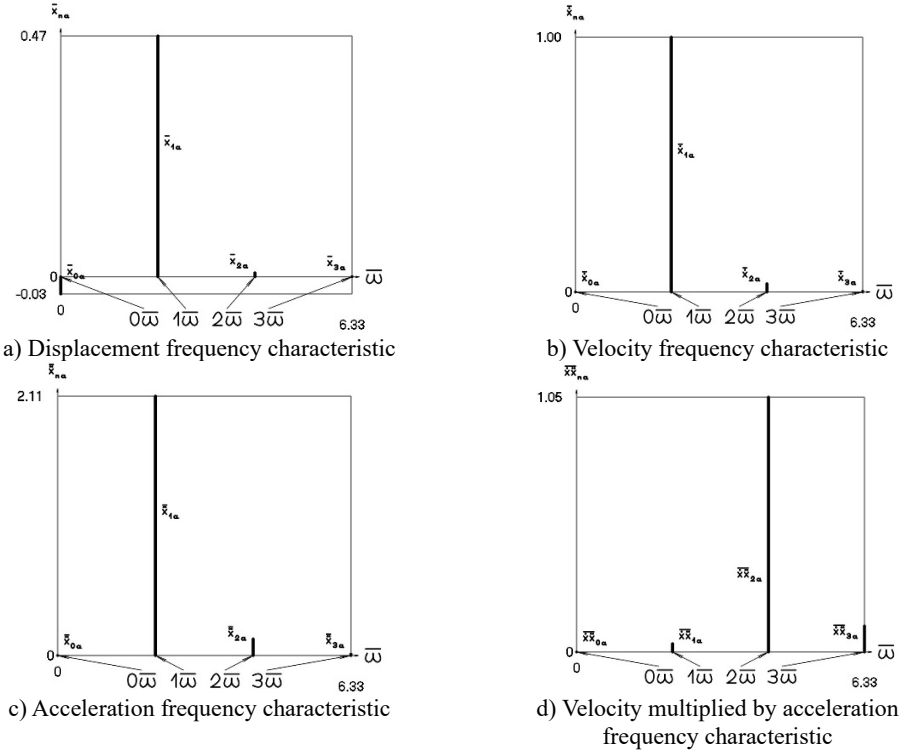 x̄ₙₐ
0.47
x̄₁ₐ
x̄₂ₐ
x̄₃ₐ
x̄₀ₐ
0
ω̅
-0.03
0ω̅ 1ω̅ 2ω̅ 3ω̅
0
6.33
a) Displacement frequency characteristic
ẋ̄ₙₐ
1.00
ẋ̄₁ₐ
ẋ̄₀ₐ
ẋ̄₂ₐ
ẋ̄₃ₐ
0
ω̅
0ω̅ 1ω̅ 2ω̅ 3ω̅
0
6.33
b) Velocity frequency characteristic
ẍ̄ₙₐ
2.11
ẍ̄₁ₐ
ẍ̄₀ₐ
ẍ̄₂ₐ
ẍ̄₃ₐ
0
ω̅
0ω̅ 1ω̅ 2ω̅ 3ω̅
0
6.33
c) Acceleration frequency characteristic
ẋ̄ẍ̄ₙₐ
1.05
ẋ̄ẍ̄₂ₐ
ẋ̄ẍ̄₀ₐ
ẋ̄ẍ̄₁ₐ
ẋ̄ẍ̄₃ₐ
0
ω̅
0ω̅ 1ω̅ 2ω̅ 3ω̅
0
6.33
d) Velocity multiplied by acceleration
frequency characteristic